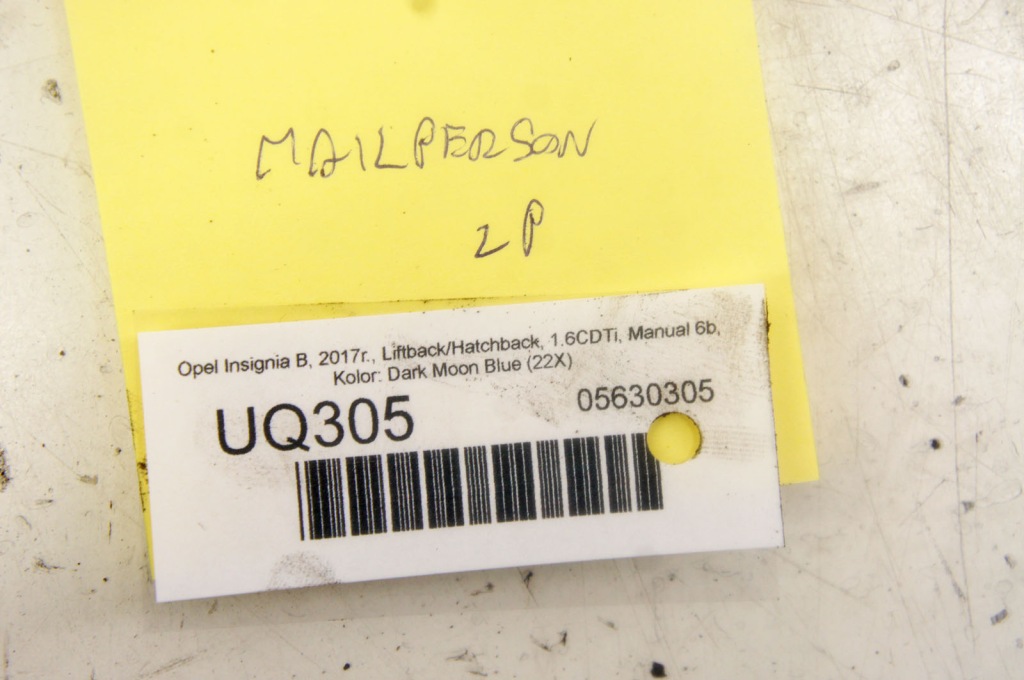 MAILPERSON
2P
Opel Insignia B, 2017r., Liftback/Hatchback, 1.6CDTi, Manual 6b,
Kolor: Dark Moon Blue (22X)
UQ305 05630305